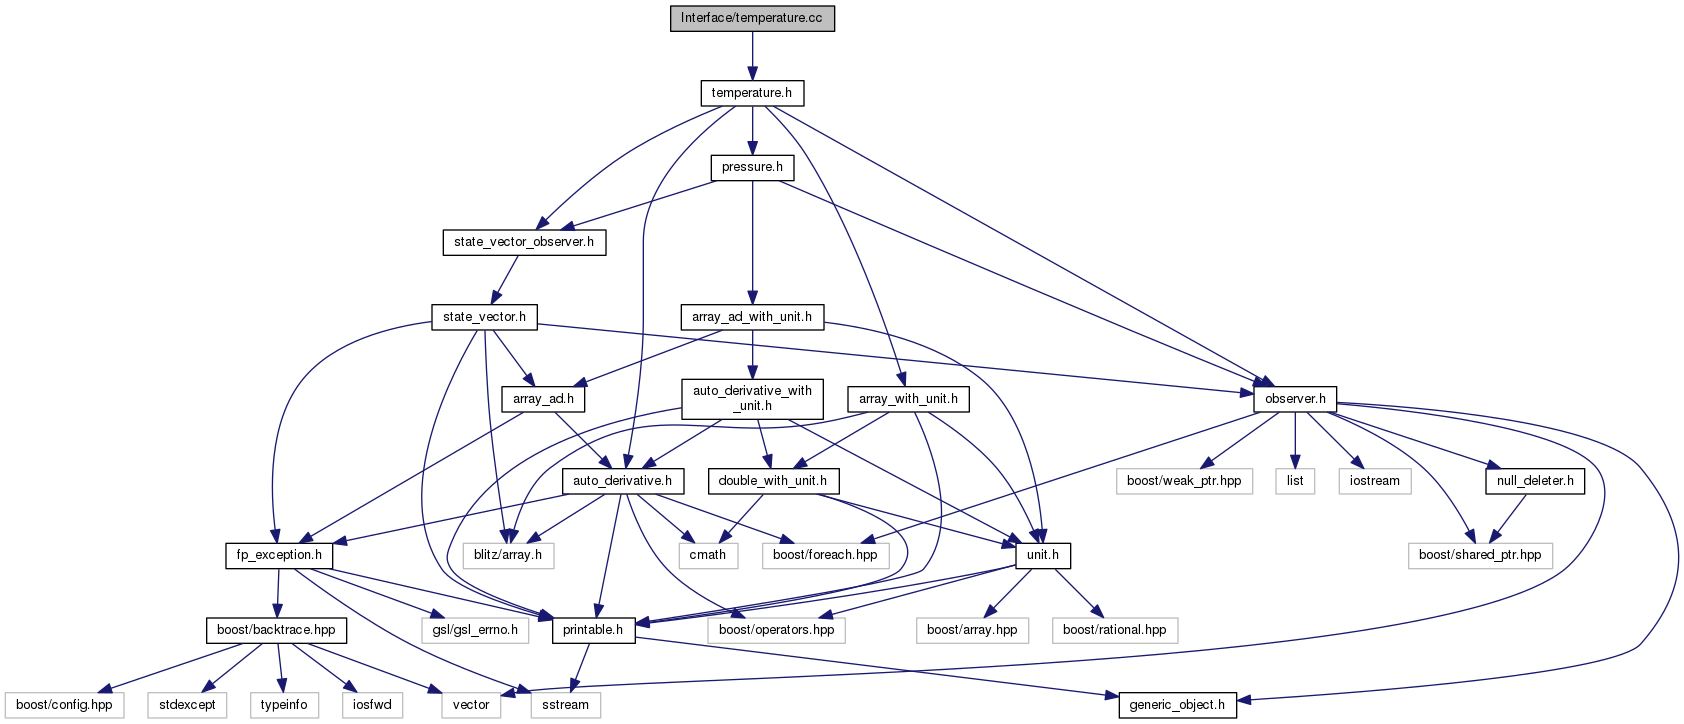 Interface/temperature.cc
temperature.h
pressure.h
state_vector_observer.h
state_vector.h
array_ad_with_unit.h
array_ad.h
auto_derivative_with
_unit.h
array_with_unit.h
observer.h
auto_derivative.h
double_with_unit.h
boost/weak_ptr.hpp
list
iostream
null_deleter.h
fp_exception.h
blitz/array.h
cmath
boost/foreach.hpp
unit.h
boost/shared_ptr.hpp
boost/backtrace.hpp
gsl/gsl_errno.h
printable.h
boost/operators.hpp
boost/array.hpp
boost/rational.hpp
boost/config.hpp
stdexcept
typeinfo
iosfwd
vector
sstream
generic_object.h